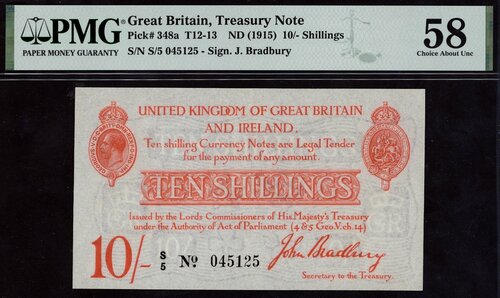 PMG
PAPER MONEY GUARANTY
Great Britain, Treasury Note
Pick# 348a T12-13 ND (1915) 10/- Shillings
S/N S/5 045125 - Sign. J. Bradbury
58
Choice About Unc
UNITED KINGDOM OF GREAT BRITAIN
AND IRELAND.
Ten shilling Currency Notes are Legal Tender
for the payment of any amount.
TEN SHILLINGS
Issued by the Lords Commissioners of His Majesty's Treasury
under the Authority of Act of Parliament (4 & 5 Geo. V. ch. 14)
10/- S/5 No 045125
John Bradbury
Secretary to the Treasury.